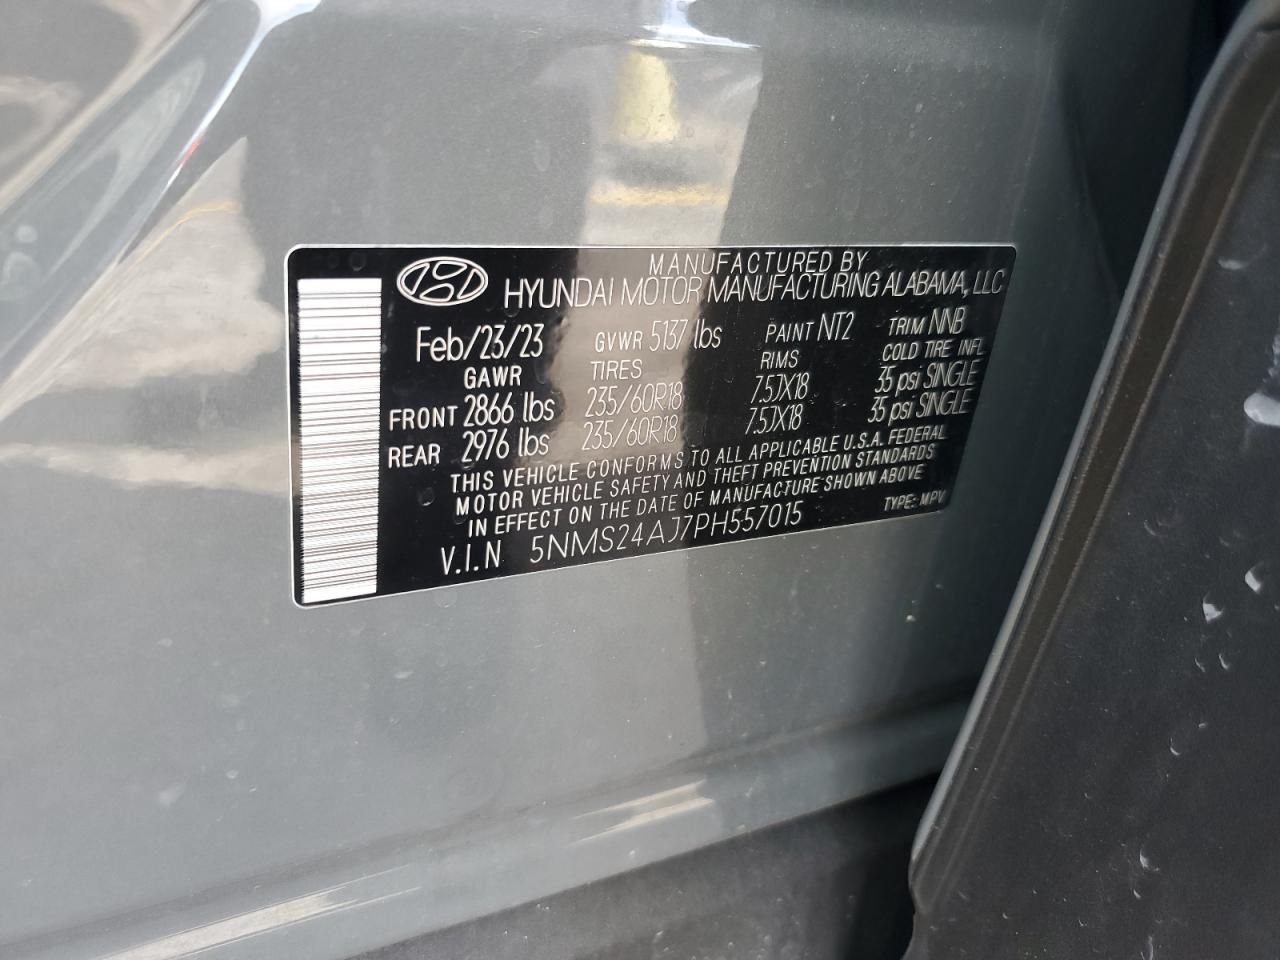 MANUFACTURED BY
HYUNDAI MOTOR MANUFACTURING ALABAMA, LLC
Feb/23/23 GVWR 5137 lbs PAINT NT2 TRIM NNB
GAWR TIRES RIMS COLD TIRE INFL
FRONT 2866 lbs 235/60R18 7.5JX18 35 psi SINGLE
REAR 2976 lbs 235/60R18 7.5JX18 35 psi SINGLE
THIS VEHICLE CONFORMS TO ALL APPLICABLE U.S.A. FEDERAL
MOTOR VEHICLE SAFETY AND THEFT PREVENTION STANDARDS
IN EFFECT ON THE DATE OF MANUFACTURE SHOWN ABOVE
V.I.N 5NMS24AJ7PH557015 TYPE: MPV